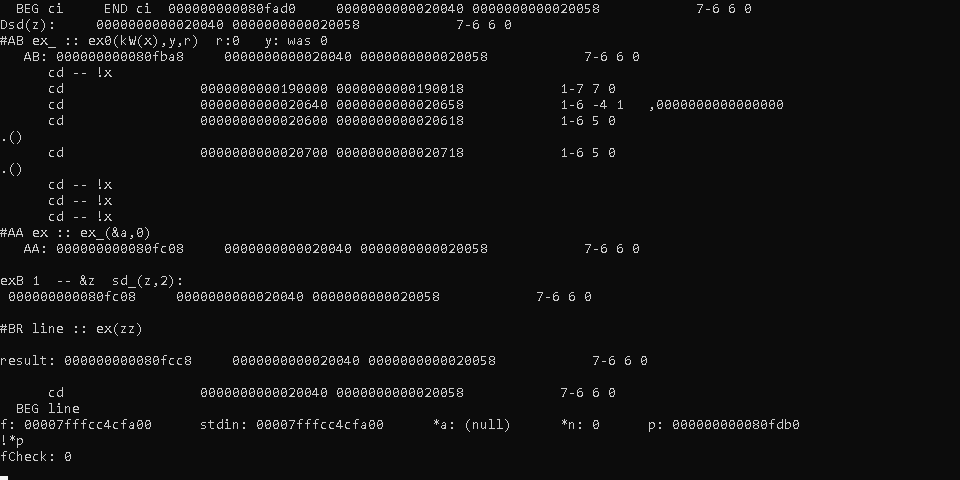 BEG ci     END ci  000000000080fad0     0000000000020040 0000000000020058            7-6 6 0
Dsd(z):     0000000000020040 0000000000020058            7-6 6 0
#AB ex_ :: ex0(kW(x),y,r)  r:0   y: was 0
AB: 000000000080fba8     0000000000020040 0000000000020058            7-6 6 0
cd -- !x
cd                 0000000000190000 0000000000190018            1-7 7 0
cd                 0000000000020640 0000000000020658            1-6 -4 1   ,0000000000000000
cd                 0000000000020600 0000000000020618            1-6 5 0
.()
cd                 0000000000020700 0000000000020718            1-6 5 0
.()
cd -- !x
cd -- !x
cd -- !x
#AA ex :: ex_(&a,0)
AA: 000000000080fc08     0000000000020040 0000000000020058            7-6 6 0
exB 1  -- &z  sd_(z,2):
000000000080fc08     0000000000020040 0000000000020058            7-6 6 0
#BR line :: ex(zz)
result: 000000000080fcc8     0000000000020040 0000000000020058            7-6 6 0
cd                 0000000000020040 0000000000020058            7-6 6 0
BEG line
f: 00007fffcc4cfa00      stdin: 00007fffcc4cfa00      *a: (null)      *n: 0      p: 000000000080fdb0
!*p
fCheck: 0